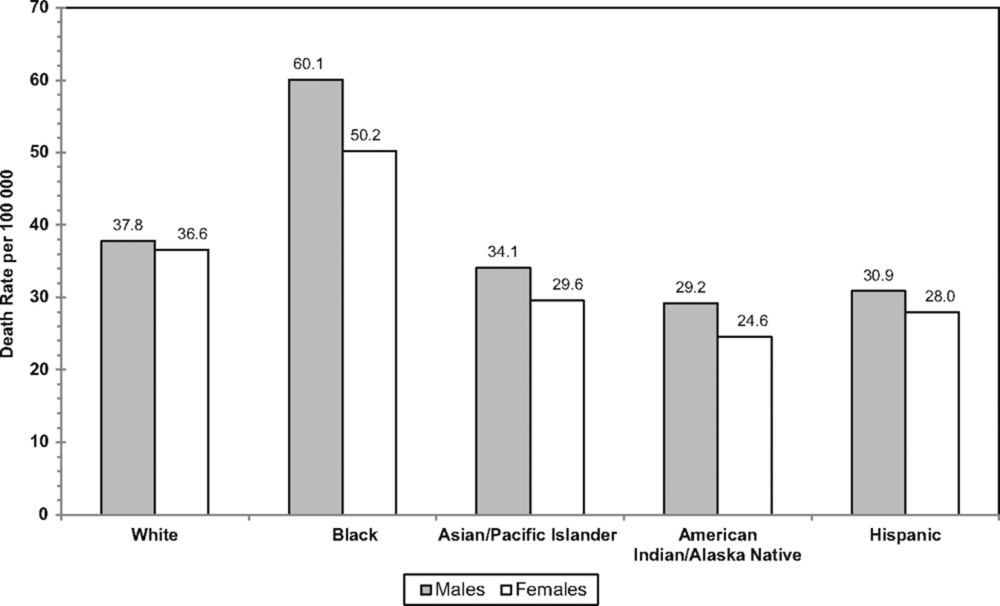 70
60
50
40
30
20
10
0
Death Rate per 100 000
37.8
36.6
60.1
50.2
34.1
29.6
29.2
24.6
30.9
28.0
White
Black
Asian/Pacific Islander
American
Indian/Alaska Native
Hispanic
Males
Females